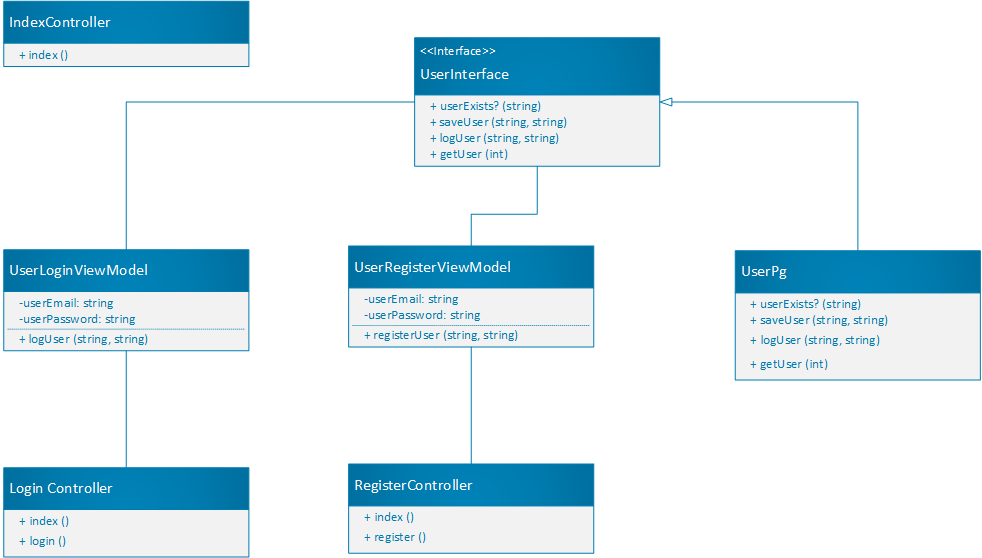 IndexController
+ index ()
<<Interface>>
UserInterface
+ userExists? (string)
+ saveUser (string, string)
+ logUser (string, string)
+ getUser (int)
UserLoginViewModel
-userEmail: string
-userPassword: string
+ logUser (string, string)
UserRegisterViewModel
-userEmail: string
-userPassword: string
+ registerUser (string, string)
UserPg
+ userExists? (string)
+ saveUser (string, string)
+ logUser (string, string)
+ getUser (int)
Login Controller
+ index ()
+ login ()
RegisterController
+ index ()
+ register ()